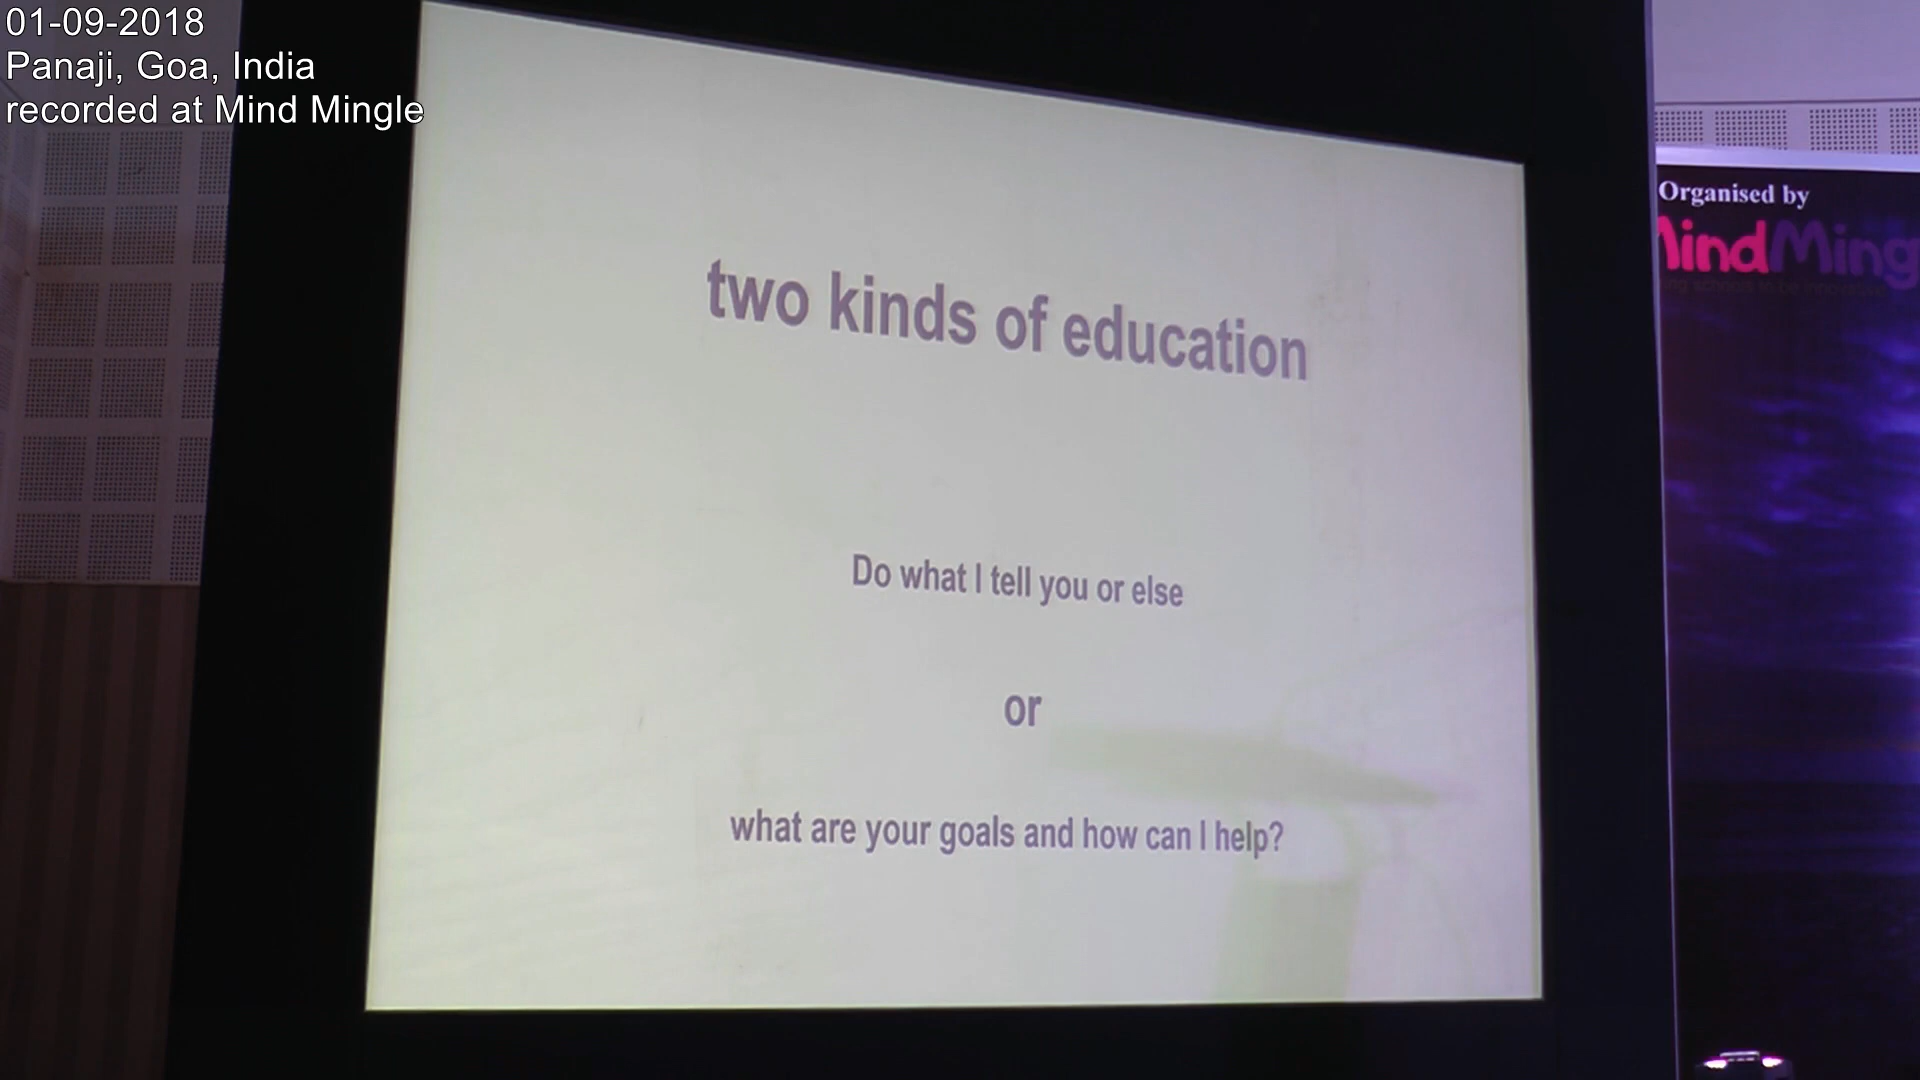 01-09-2018
Panaji, Goa, India
recorded at Mind Mingle
two kinds of education
Do what I tell you or else
or
what are your goals and how can I help?
Organised by
MindMing